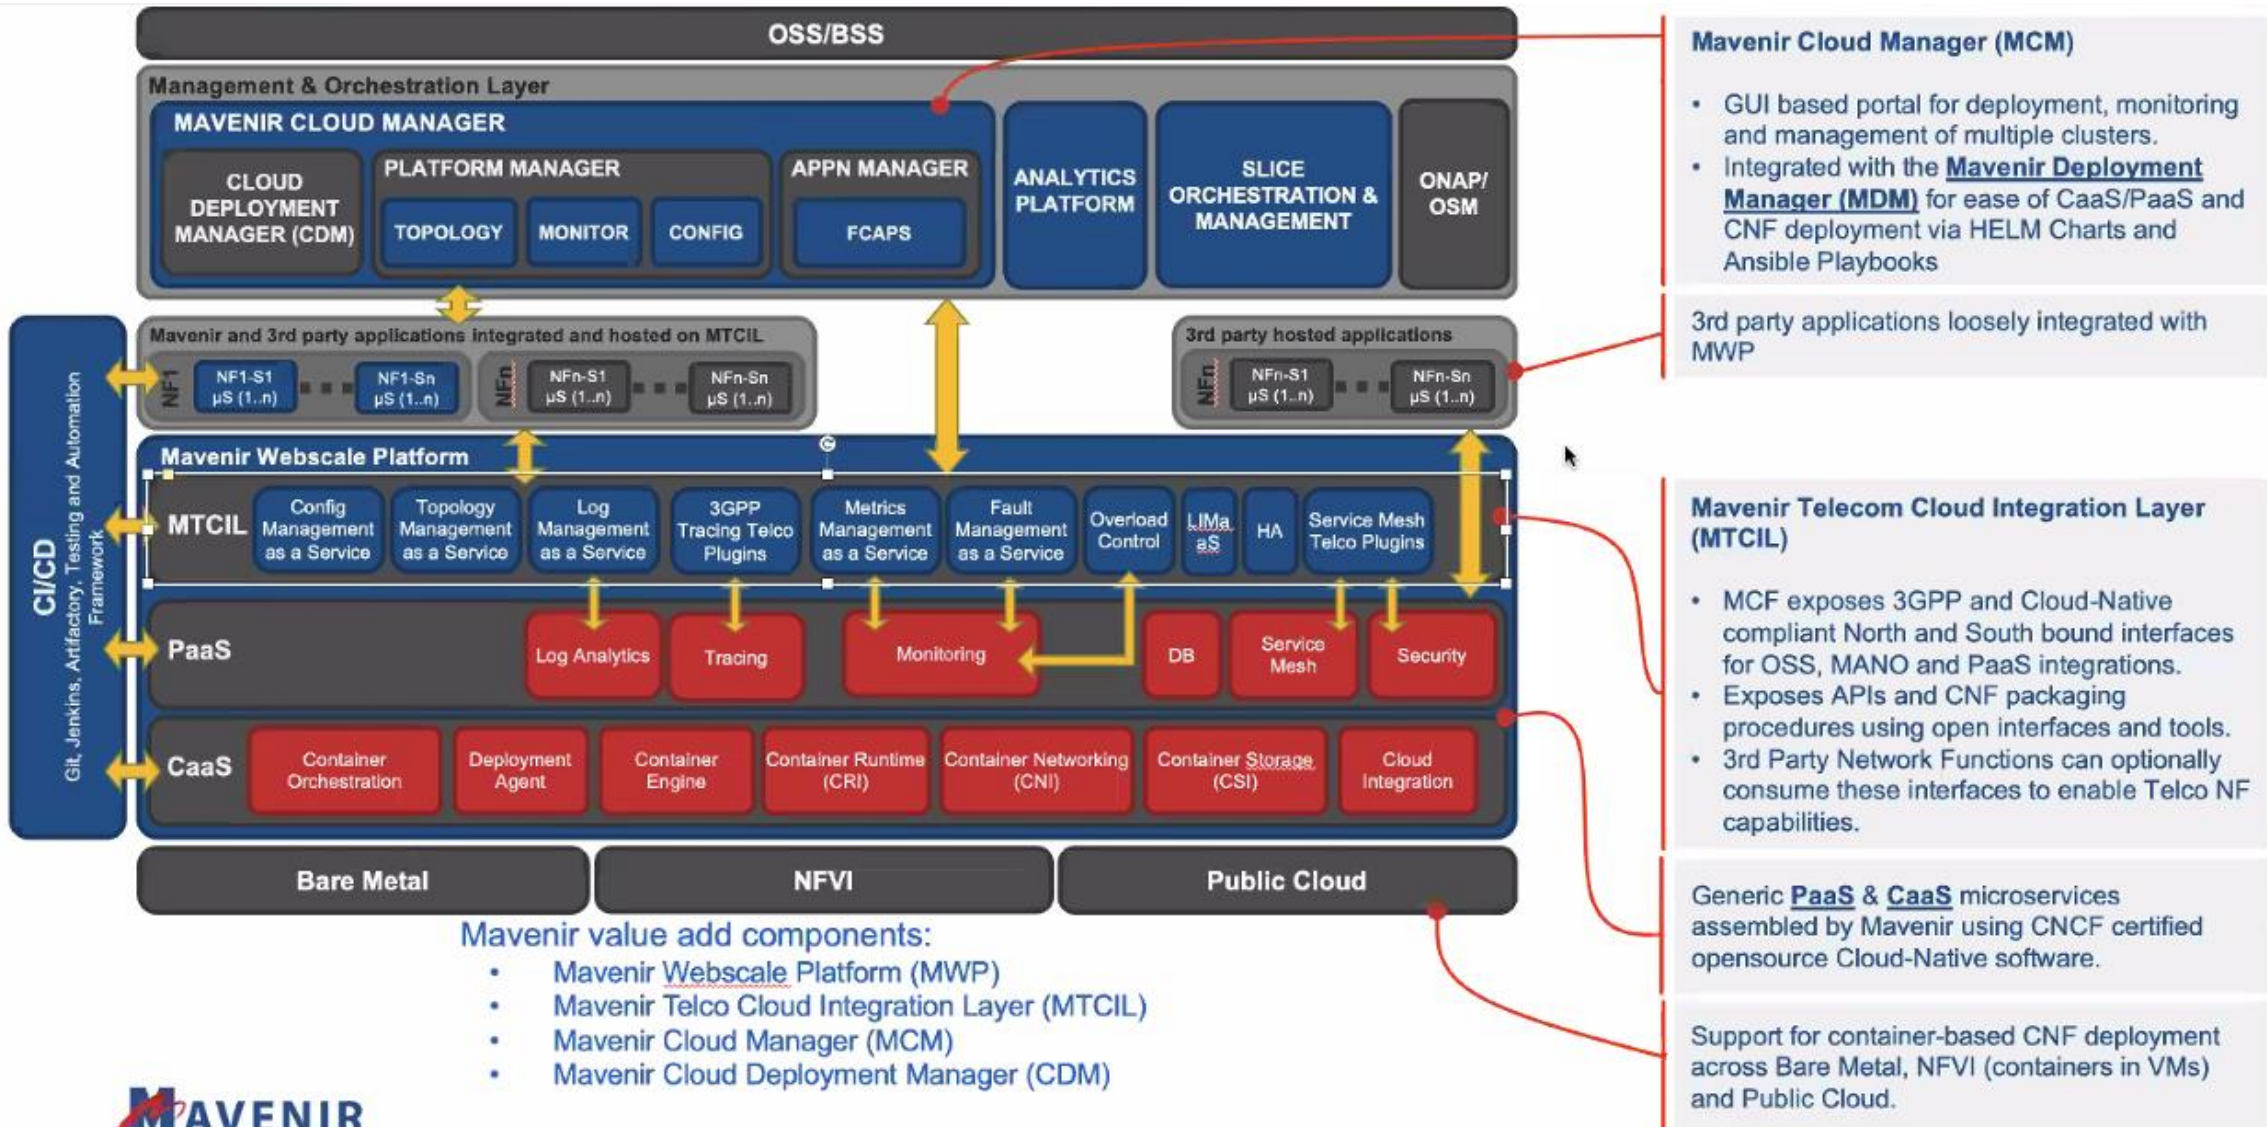 OSS/BSS
Management & Orchestration Layer
MAVENIR CLOUD MANAGER
CLOUD
DEPLOYMENT
MANAGER (CDM)
PLATFORM MANAGER
TOPOLOGY
MONITOR
CONFIG
APPN MANAGER
FCAPS
ANALYTICS
PLATFORM
SLICE
ORCHESTRATION &
MANAGEMENT
ONAP/
OSM
Mavenir and 3rd party applications integrated and hosted on MTCIL
NF1
NF1-S1
µS (1..n)
NF1-Sn
µS (1..n)
NFn
NFn-S1
µS (1..n)
NFn-Sn
µS (1..n)
3rd party hosted applications
NFn
NFn-S1
µS (1..n)
NFn-Sn
µS (1..n)
CI/CD
Git, Jenkins, Artifactory, Testing and Automation
Framework
Mavenir Webscale Platform
MTCIL
Config
Management
as a Service
Topology
Management
as a Service
Log
Management
as a Service
3GPP
Tracing Telco
Plugins
Metrics
Management
as a Service
Fault
Management
as a Service
Overload
Control
LIMa
aS
HA
Service Mesh
Telco Plugins
PaaS
Log Analytics
Tracing
Monitoring
DB
Service
Mesh
Security
CaaS
Container
Orchestration
Deployment
Agent
Container
Engine
Container Runtime
(CRI)
Container Networking
(CNI)
Container Storage
(CSI)
Cloud
Integration
Bare Metal
NFVI
Public Cloud
Mavenir value add components:
• Mavenir Webscale Platform (MWP)
• Mavenir Telco Cloud Integration Layer (MTCIL)
• Mavenir Cloud Manager (MCM)
• Mavenir Cloud Deployment Manager (CDM)
MAVENIR
Mavenir Cloud Manager (MCM)
• GUI based portal for deployment, monitoring
and management of multiple clusters.
• Integrated with the Mavenir Deployment
Manager (MDM) for ease of CaaS/PaaS and
CNF deployment via HELM Charts and
Ansible Playbooks
3rd party applications loosely integrated with
MWP
Mavenir Telecom Cloud Integration Layer
(MTCIL)
• MCF exposes 3GPP and Cloud-Native
compliant North and South bound interfaces
for OSS, MANO and PaaS integrations.
• Exposes APIs and CNF packaging
procedures using open interfaces and tools.
• 3rd Party Network Functions can optionally
consume these interfaces to enable Telco NF
capabilities.
Generic PaaS & CaaS microservices
assembled by Mavenir using CNCF certified
opensource Cloud-Native software.
Support for container-based CNF deployment
across Bare Metal, NFVI (containers in VMs)
and Public Cloud.